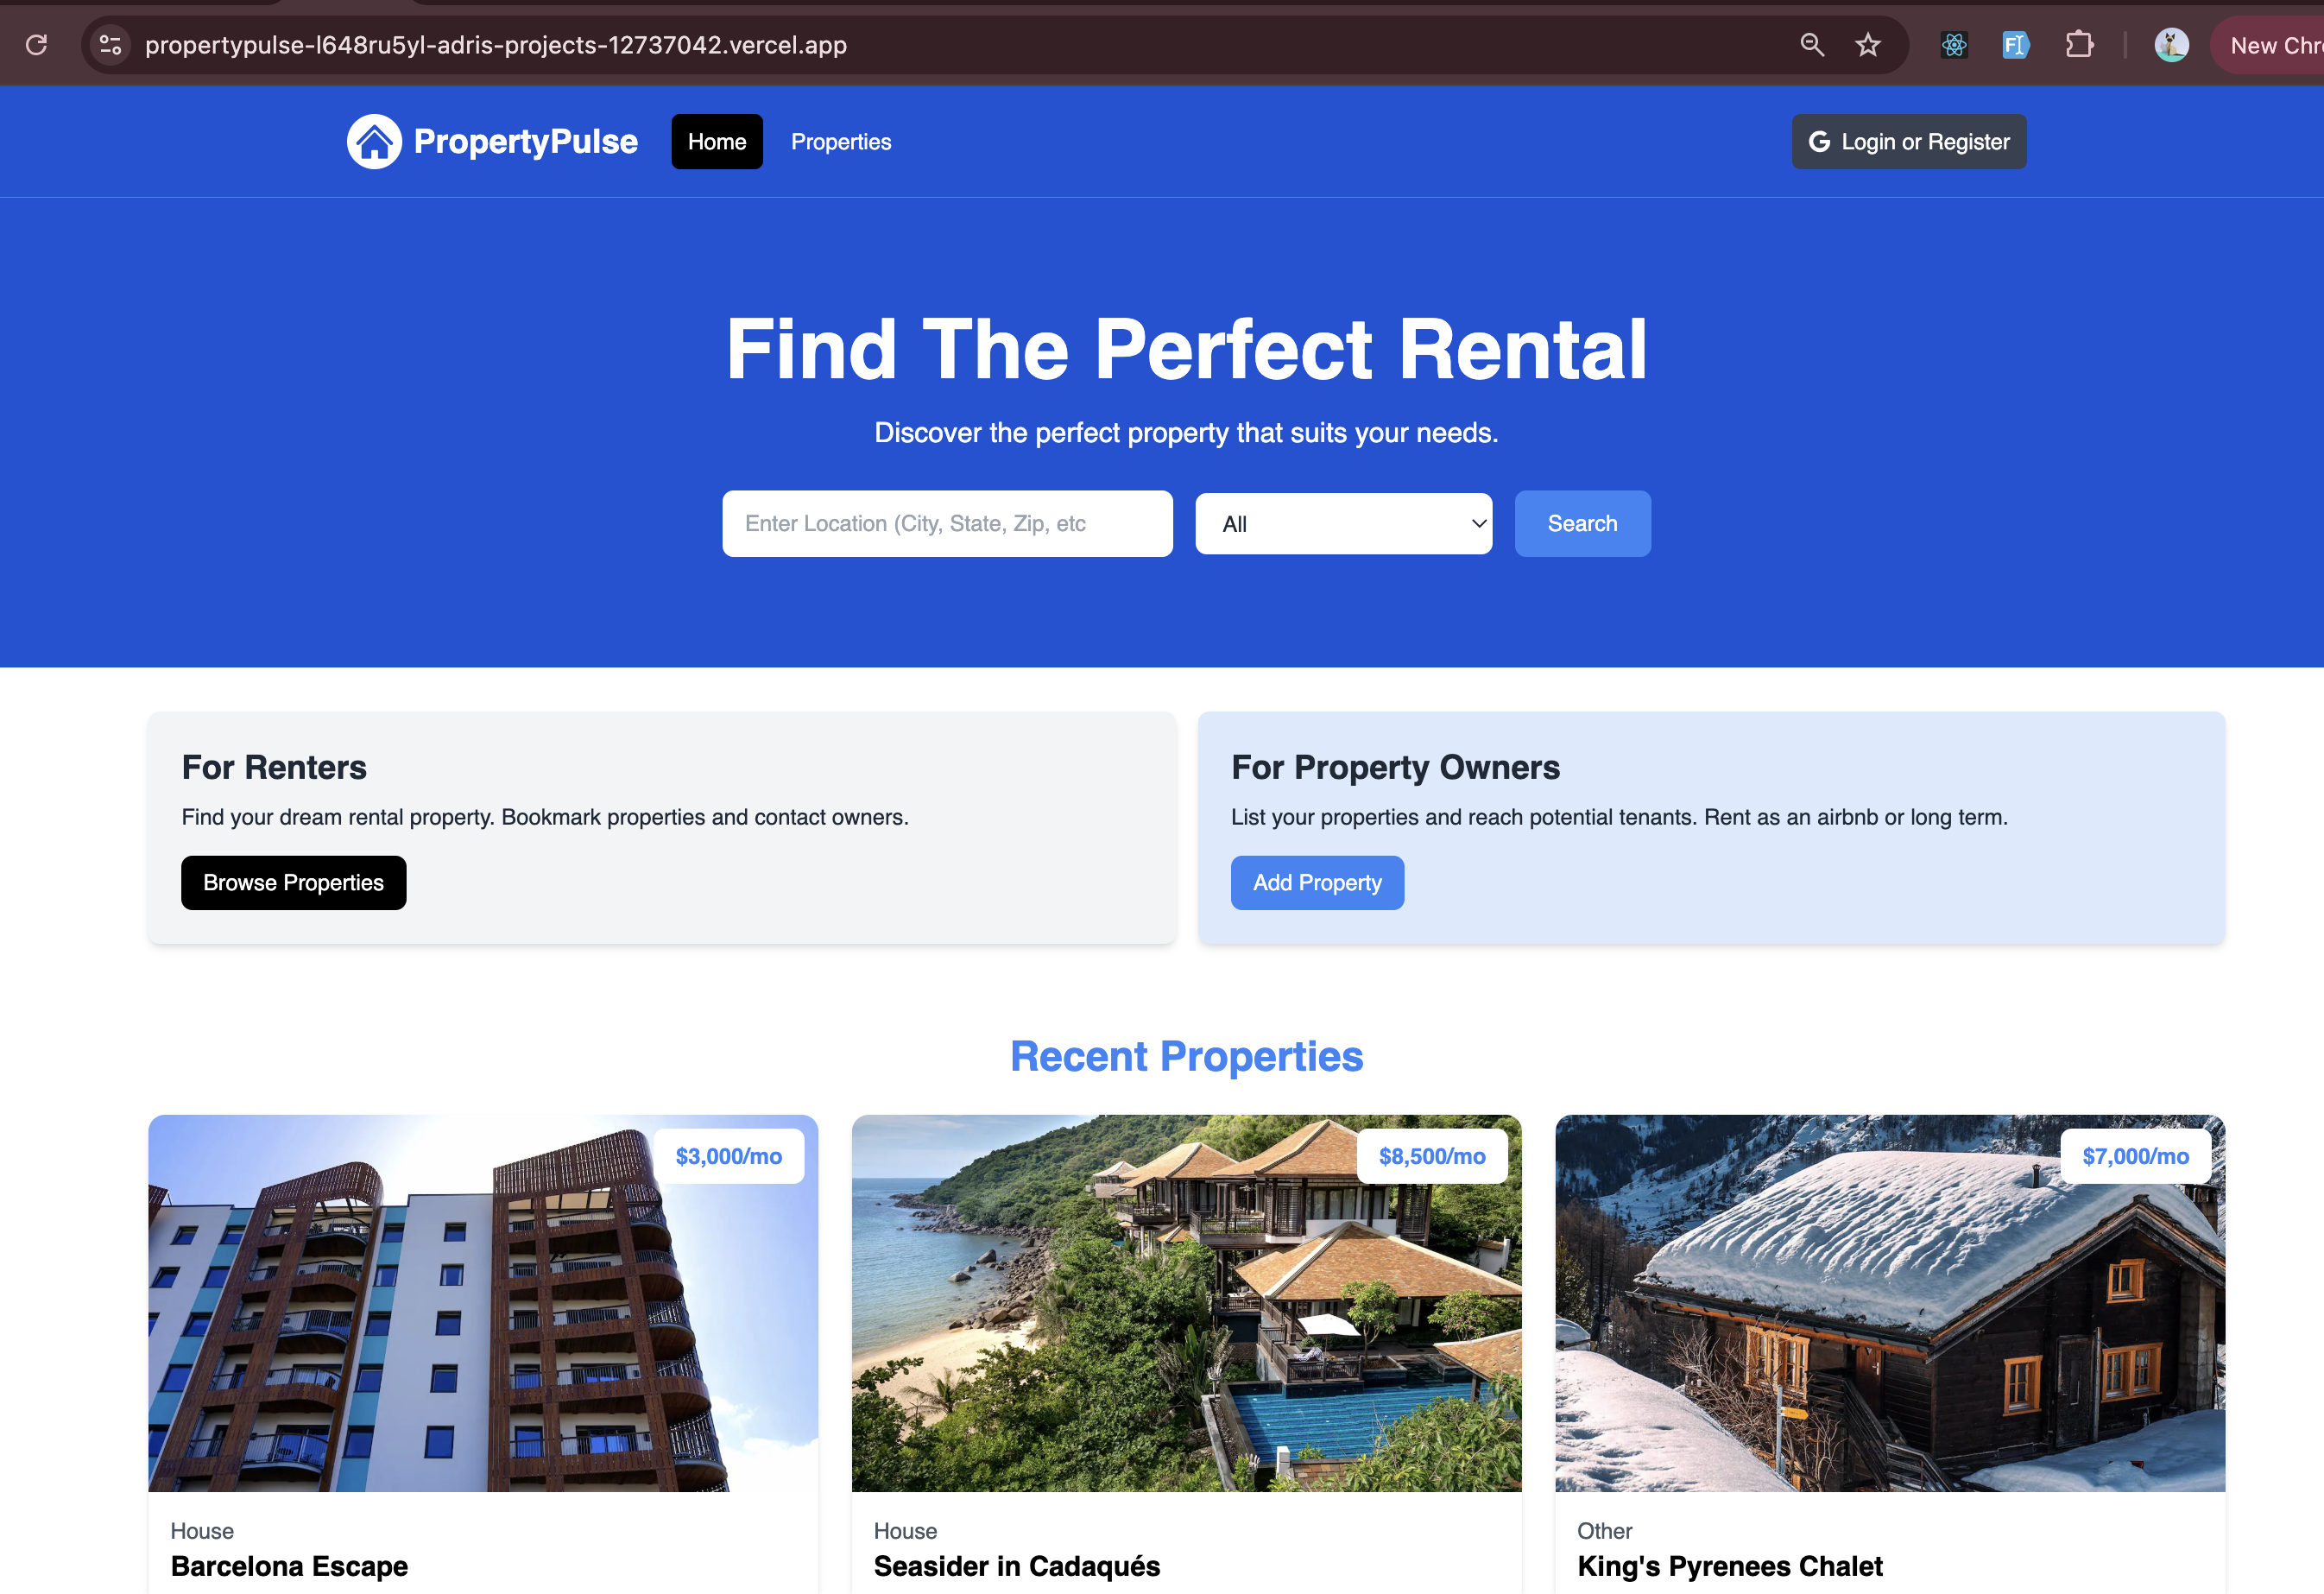 propertypulse-l648ru5yl-adris-projects-12737042.vercel.app
New Chr
PropertyPulse
Home
Properties
G Login or Register
Find The Perfect Rental
Discover the perfect property that suits your needs.
Enter Location (City, State, Zip, etc
All
Search
For Renters
Find your dream rental property. Bookmark properties and contact owners.
Browse Properties
For Property Owners
List your properties and reach potential tenants. Rent as an airbnb or long term.
Add Property
Recent Properties
$3,000/mo
House
Barcelona Escape
$8,500/mo
House
Seasider in Cadaqués
$7,000/mo
Other
King's Pyrenees Chalet